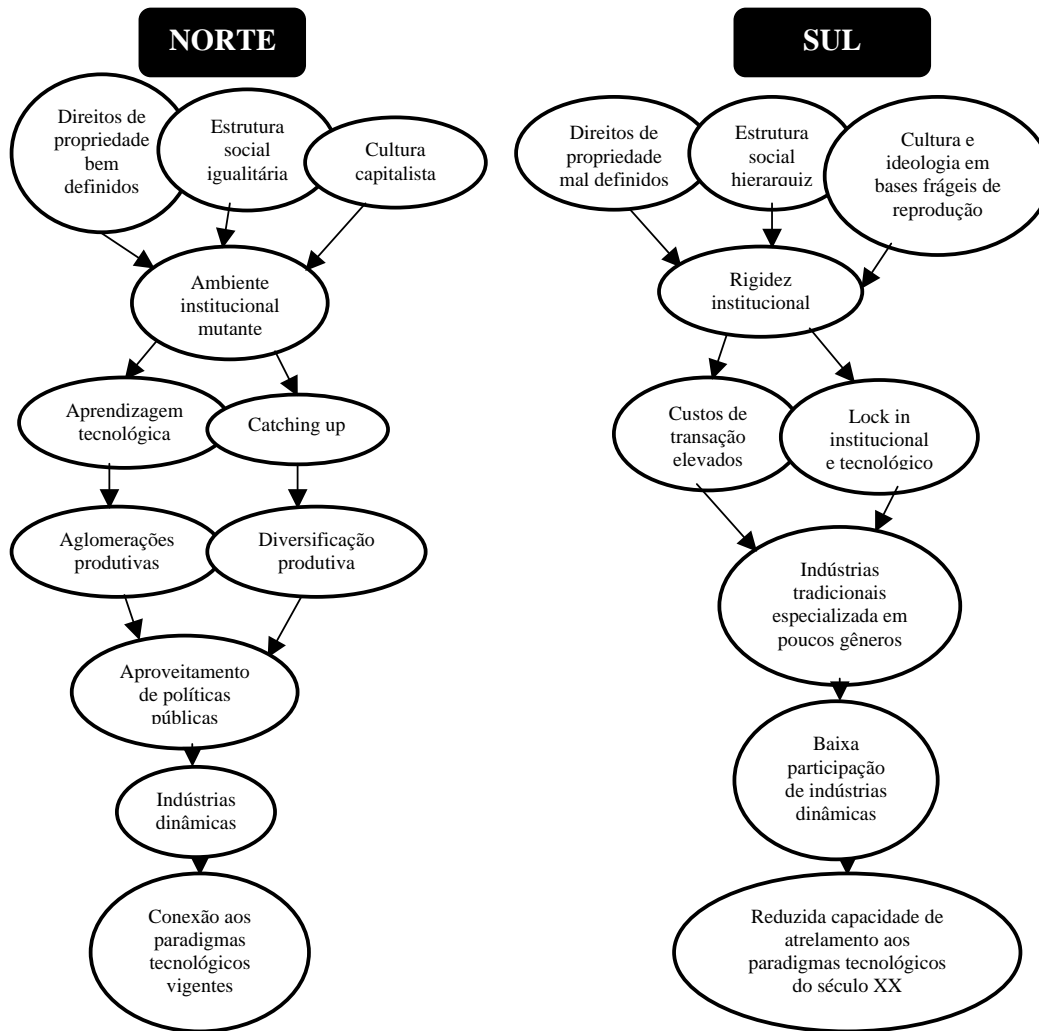 NORTE
Direitos de
propriedade
bem
definidos
Estrutura
social
igualitária
Cultura
capitalista
Ambiente
institucional
mutante
Aprendizagem
tecnológica
Catching up
Aglomerações
produtivas
Diversificação
produtiva
Aproveitamento
de políticas
públicas
Indústrias
dinâmicas
Conexão aos
paradigmas
tecnológicos
vigentes
SUL
Direitos de
propriedade
mal definidos
Estrutura
social
hierarquiz
Cultura e
ideologia em
bases frágeis de
reprodução
Rigidez
institucional
Custos de
transação
elevados
Lock in
institucional
e tecnológico
Indústrias
tradicionais
especializada em
poucos gêneros
Baixa
participação
de indústrias
dinâmicas
Reduzida capacidade de
atrelamento aos
paradigmas tecnológicos
do século XX